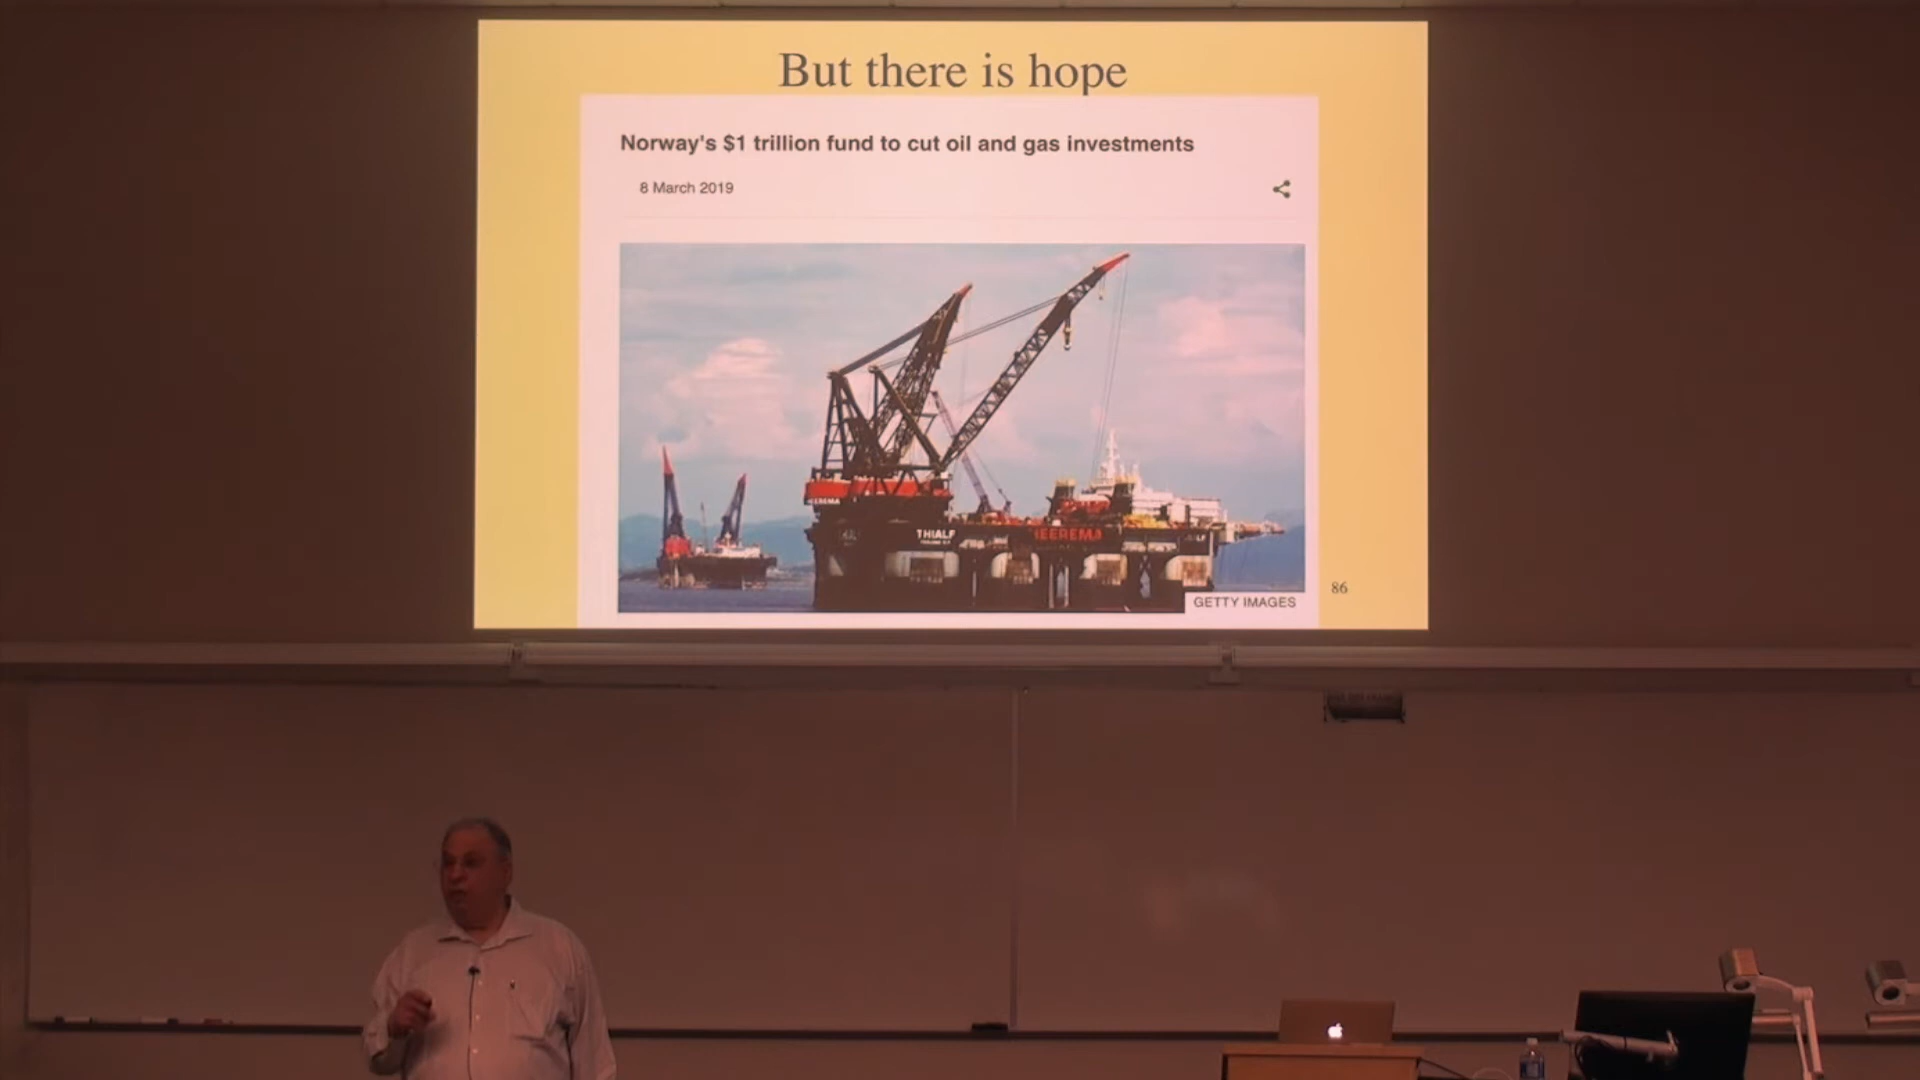 But there is hope
Norway's $1 trillion fund to cut oil and gas investments
8 March 2019
HEEREMA
THIALF
HEEREMA
GETTY IMAGES
86